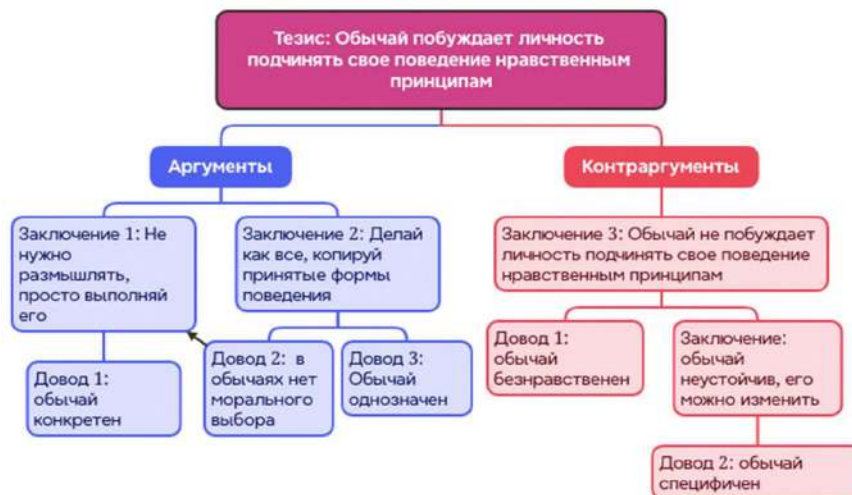 Тезис: Обычай побуждает личность
подчинять свое поведение нравственным
принципам
Аргументы
Контраргументы
Заключение 1: Не
нужно
размышлять,
просто выполняй
его
Заключение 2: Делай
как все, копируй
принятые формы
поведения
Заключение 3: Обычай не побуждает
личность подчинять свое поведение
нравственным принципам
Довод 1:
обычай
конкретен
Довод 2: в
обычаях нет
морального
выбора
Довод 3:
Обычай
однозначен
Довод 1:
обычай
безнравственен
Заключение:
обычай
неустойчив, его
можно изменить
Довод 2: обычай
специфичен